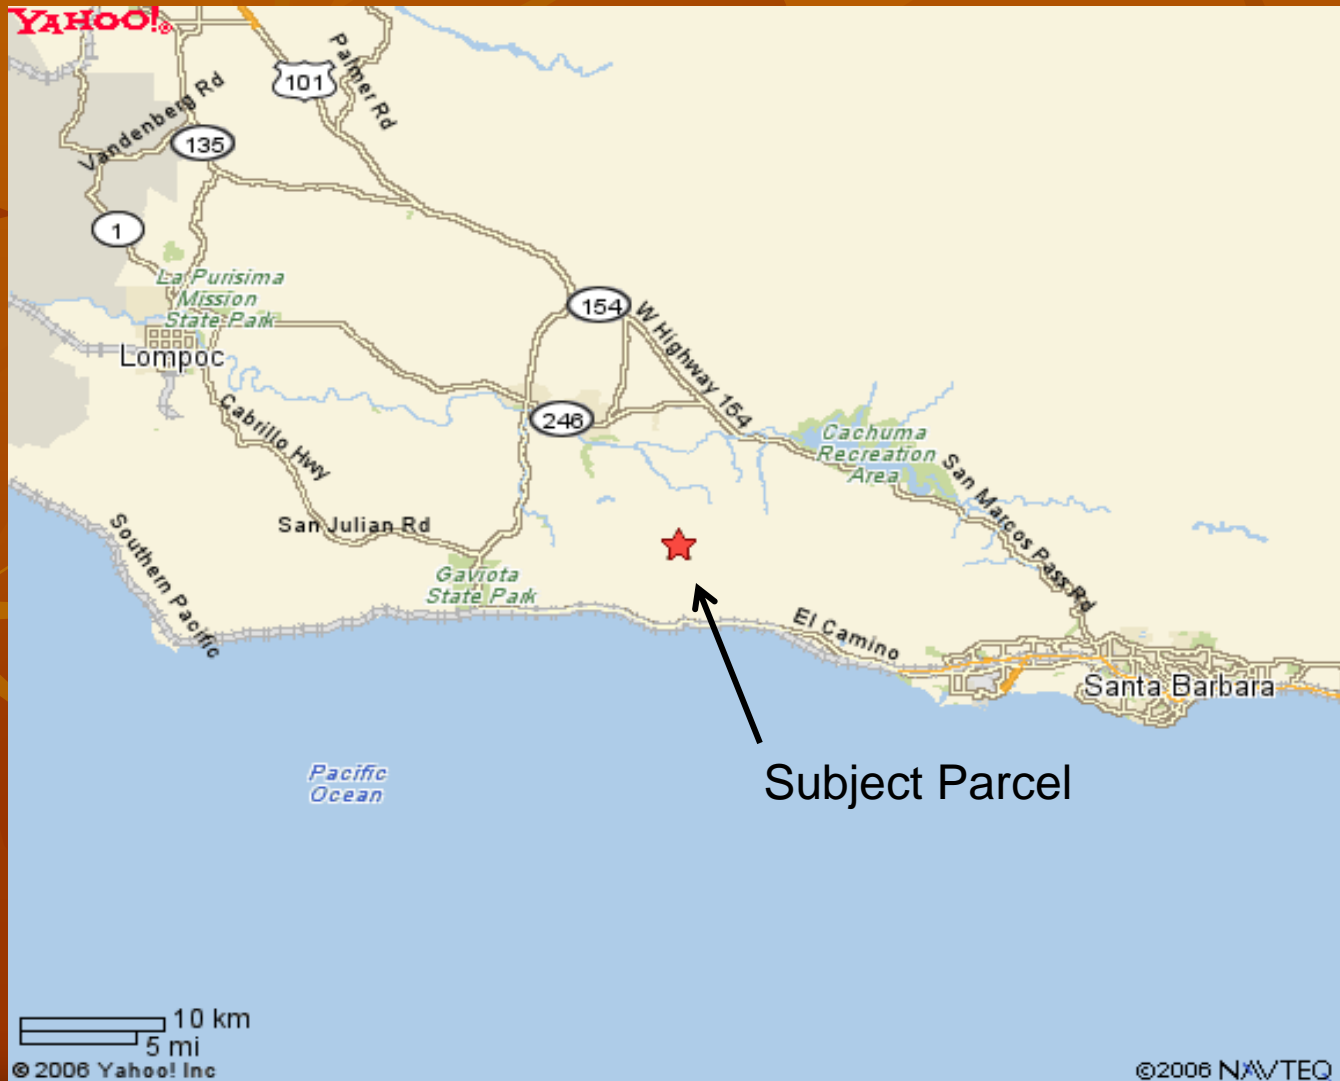 YAHOO!®
Palmer Rd
101
Vandenberg Rd
135
1
La Purisima
Mission
State Park
154
W Highway 154
Lompoc
Cabrillo Hwy
246
Cachuma
Recreation
Area
San Marcos Pass Rd
San Julian Rd
Southern Pacific
Gaviota
State Park
El Camino
Santa Barbara
Pacific
Ocean
Subject Parcel
10 km
5 mi
© 2006 Yahoo! Inc
©2006 NAVTEQ